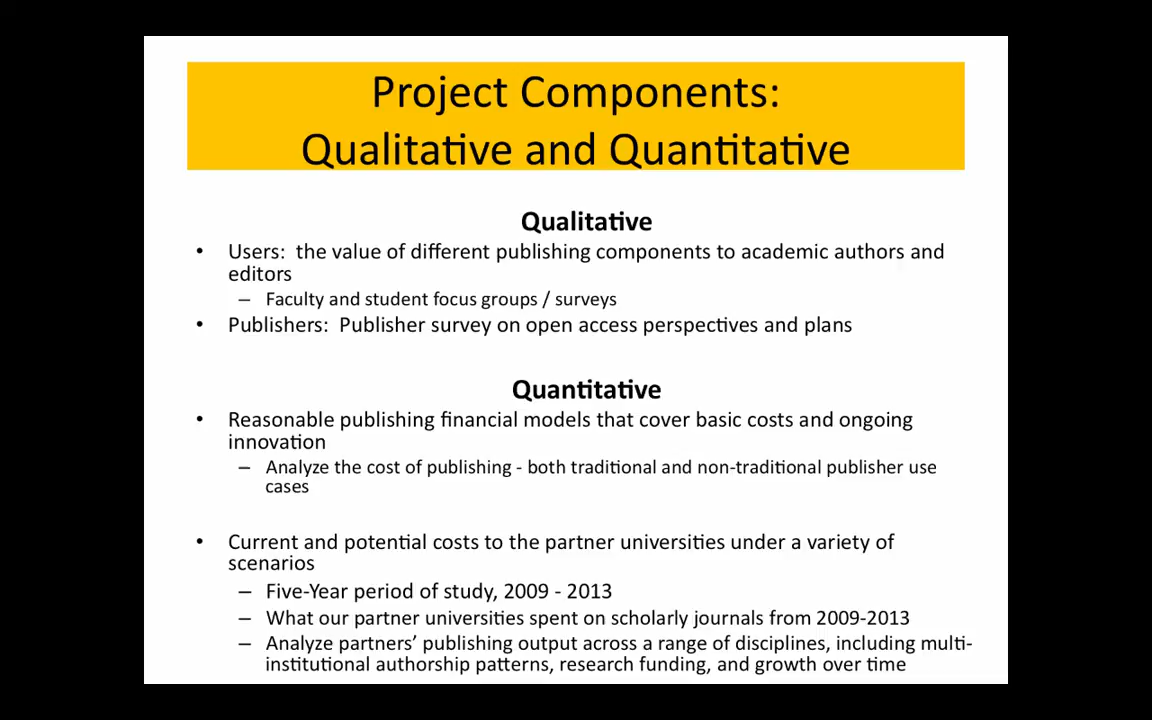 Project Components:
Qualitative and Quantitative
Qualitative
• Users:  the value of different publishing components to academic authors and
editors
– Faculty and student focus groups / surveys
• Publishers:  Publisher survey on open access perspectives and plans
Quantitative
• Reasonable publishing financial models that cover basic costs and ongoing
innovation
– Analyze the cost of publishing - both traditional and non-traditional publisher use
cases
• Current and potential costs to the partner universities under a variety of
scenarios
– Five-Year period of study, 2009 - 2013
– What our partner universities spent on scholarly journals from 2009-2013
– Analyze partners’ publishing output across a range of disciplines, including multi-
institutional authorship patterns, research funding, and growth over time